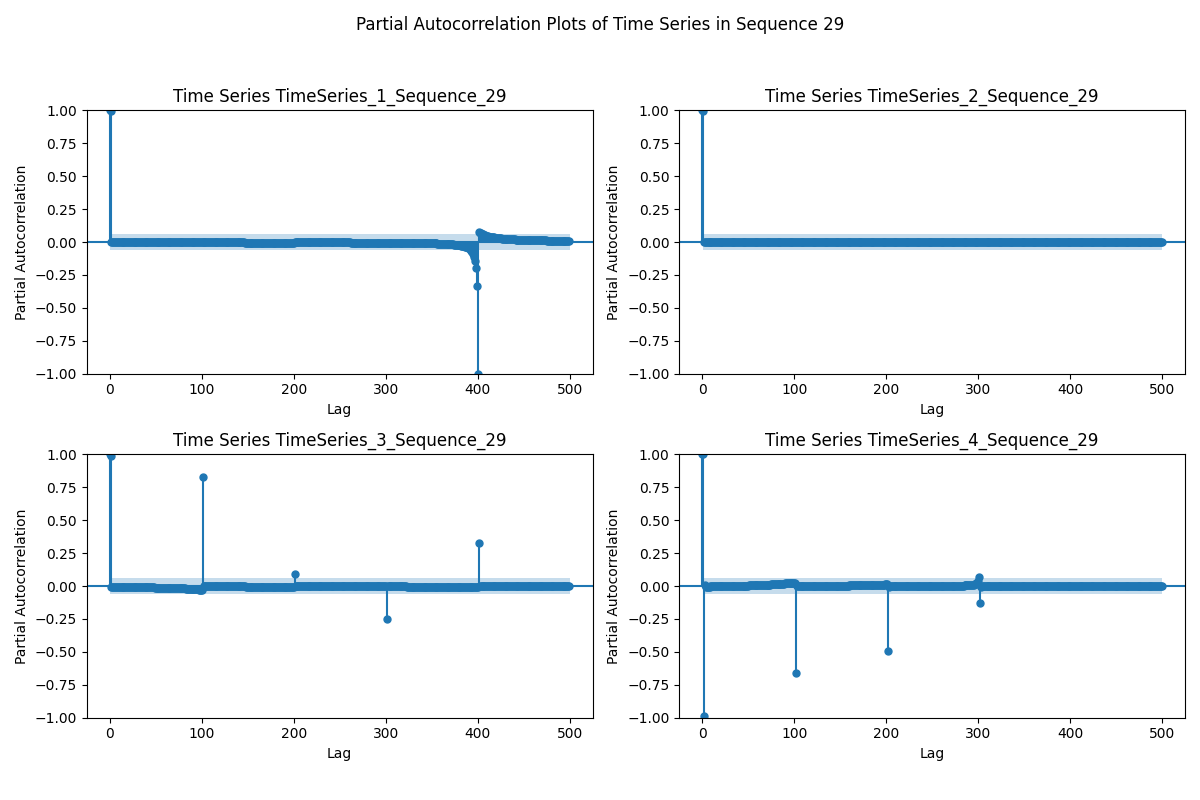 Partial Autocorrelation Plots of Time Series in Sequence 29
Time Series TimeSeries_1_Sequence_29
Partial Autocorrelation
1.00
0.75
0.50
0.25
0.00
−0.25
−0.50
−0.75
−1.00
0 100 200 300 400 500
Lag
Time Series TimeSeries_2_Sequence_29
Partial Autocorrelation
1.00
0.75
0.50
0.25
0.00
−0.25
−0.50
−0.75
−1.00
0 100 200 300 400 500
Lag
Time Series TimeSeries_3_Sequence_29
Partial Autocorrelation
1.00
0.75
0.50
0.25
0.00
−0.25
−0.50
−0.75
−1.00
0 100 200 300 400 500
Lag
Time Series TimeSeries_4_Sequence_29
Partial Autocorrelation
1.00
0.75
0.50
0.25
0.00
−0.25
−0.50
−0.75
−1.00
0 100 200 300 400 500
Lag